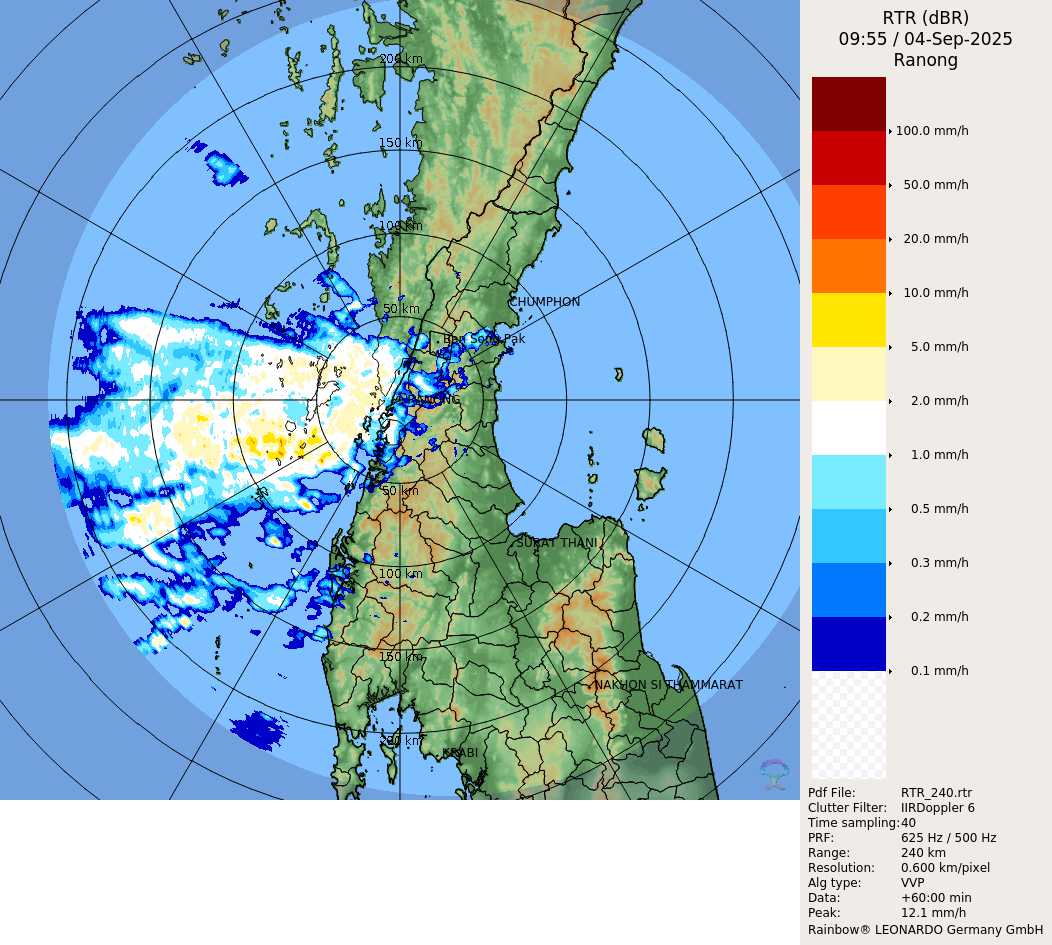 RTR (dBR)
09:55 / 04-Sep-2025
Ranong
100.0 mm/h
50.0 mm/h
20.0 mm/h
10.0 mm/h
5.0 mm/h
2.0 mm/h
1.0 mm/h
0.5 mm/h
0.3 mm/h
0.2 mm/h
0.1 mm/h
200 km
150 km
100 km
50 km
CHUMPHON
50 km
SURAT THANI
100 km
150 km
NAKHON SI THAMMARAT
200 km
KRABI
Pdf File: RTR_240.rtr
Clutter Filter: IIRDoppler 6
Time sampling: 40
PRF: 625 Hz / 500 Hz
Range: 240 km
Resolution: 0.600 km/pixel
Alg type: VVP
Data: +60:00 min
Peak: 12.1 mm/h
Rainbow® LEONARDO Germany GmbH